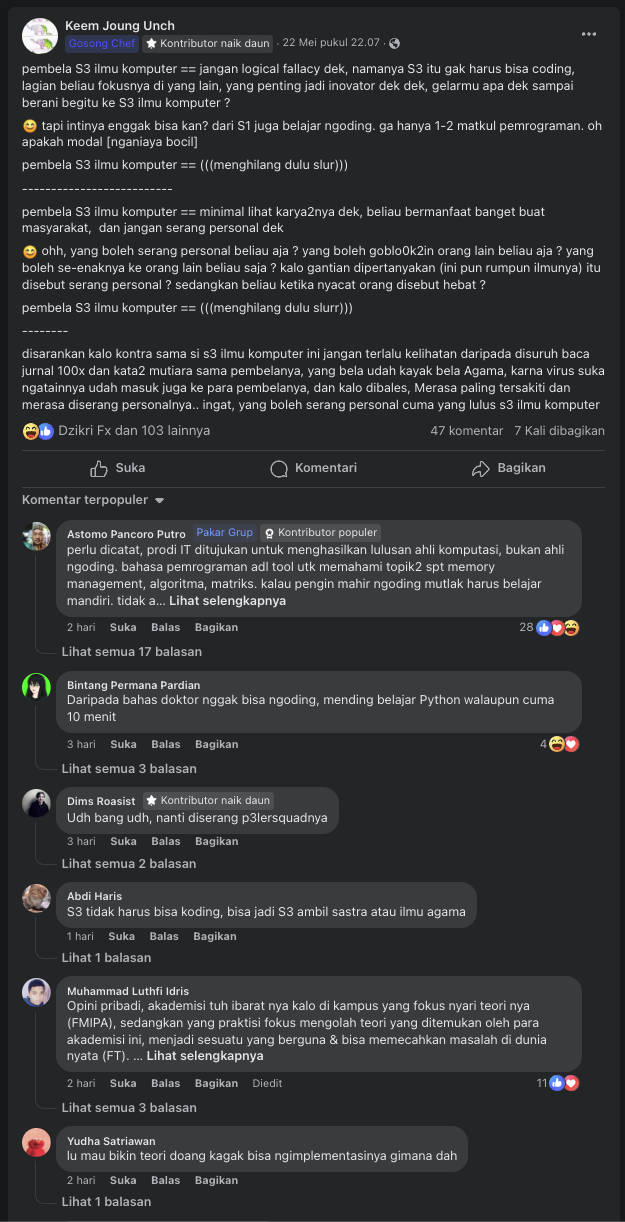 Keem Joung Unch
Gosong Chef Kontributor naik daun · 22 Mei pukul 22.07 ·
pembela S3 ilmu komputer == jangan logical fallacy dek, namanya S3 itu gak harus bisa coding,
lagian beliau fokusnya di yang lain, yang penting jadi inovator dek dek, gelarmu apa dek sampai
berani begitu ke S3 ilmu komputer ?
😊 tapi intinya enggak bisa kan? dari S1 juga belajar ngoding. ga hanya 1-2 matkul pemrograman. oh
apakah modal [nganiaya bocil]
pembela S3 ilmu komputer == (((menghilang dulu slur)))
--------------------------
pembela S3 ilmu komputer == minimal lihat karya2nya dek, beliau bermanfaat banget buat
masyarakat, dan jangan serang personal dek
😊 ohh, yang boleh serang personal beliau aja ? yang boleh goblo0k2in orang lain beliau aja ? yang
boleh se-enaknya ke orang lain beliau saja ? kalo gantian dipertanyakan (ini pun rumpun ilmunya) itu
disebut serang personal ? sedangkan beliau ketika nyacat orang disebut hebat ?
pembela S3 ilmu komputer == (((menghilang dulu slurr)))
--------
disarankan kalo kontra sama si s3 ilmu komputer ini jangan terlalu kelihatan daripada disuruh baca
jurnal 100x dan kata2 mutiara sama pembelanya, yang bela udah kayak bela Agama, karna virus suka
ngatainnya udah masuk juga ke para pembelanya, dan kalo dibales, Merasa paling tersakiti dan
merasa diserang personalnya.. ingat, yang boleh serang personal cuma yang lulus s3 ilmu komputer
Dzikri Fx dan 103 lainnya 47 komentar 7 Kali dibagikan
Suka Komentari Bagikan
Komentar terpopuler
Astomo Pancoro Putro Pakar Grup Kontributor populer
perlu dicatat, prodi IT ditujukan untuk menghasilkan lulusan ahli komputasi, bukan ahli
ngoding. bahasa pemrograman adl tool utk memahami topik2 spt memory
management, algoritma, matriks. kalau pengin mahir ngoding mutlak harus belajar
mandiri. tidak a... Lihat selengkapnya
2 hari Suka Balas Bagikan 28
Lihat semua 17 balasan
Bintang Permana Pardian
Daripada bahas doktor nggak bisa ngoding, mending belajar Python walaupun cuma
10 menit
3 hari Suka Balas Bagikan 4
Lihat semua 3 balasan
Dims Roasist Kontributor naik daun
Udh bang udh, nanti diserang p3lersquadnya
3 hari Suka Balas Bagikan
Lihat semua 2 balasan
Abdi Haris
S3 tidak harus bisa koding, bisa jadi S3 ambil sastra atau ilmu agama
1 hari Suka Balas Bagikan
Lihat 1 balasan
Muhammad Luthfi Idris
Opini pribadi, akademisi tuh ibarat nya kalo di kampus yang fokus nyari teori nya
(FMIPA), sedangkan yang praktisi fokus mengolah teori yang ditemukan oleh para
akademisi ini, menjadi sesuatu yang berguna & bisa memecahkan masalah di dunia
nyata (FT). ... Lihat selengkapnya
2 hari Suka Balas Bagikan Diedit 11
Lihat semua 3 balasan
Yudha Satriawan
lu mau bikin teori doang kagak bisa ngimplementasinya gimana dah
2 hari Suka Balas Bagikan
Lihat 1 balasan